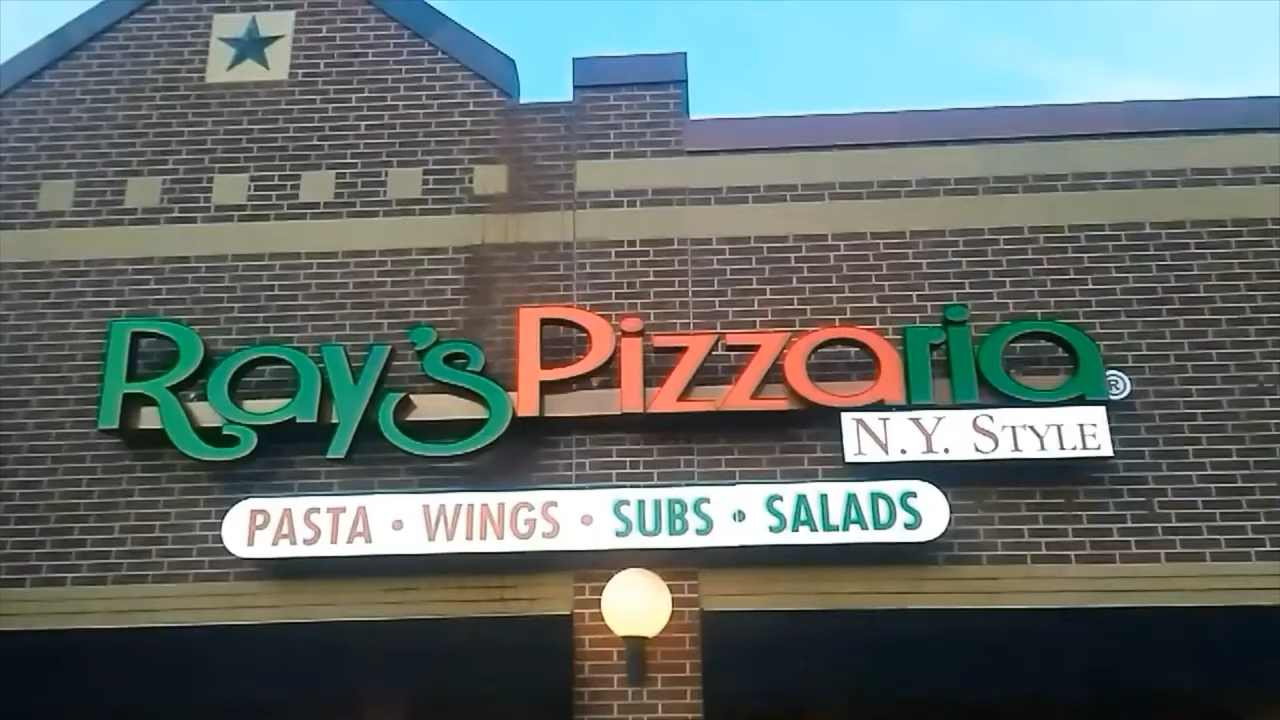 Ray's Pizzaria ®
N.Y. STYLE
PASTA • WINGS • SUBS • SALADS